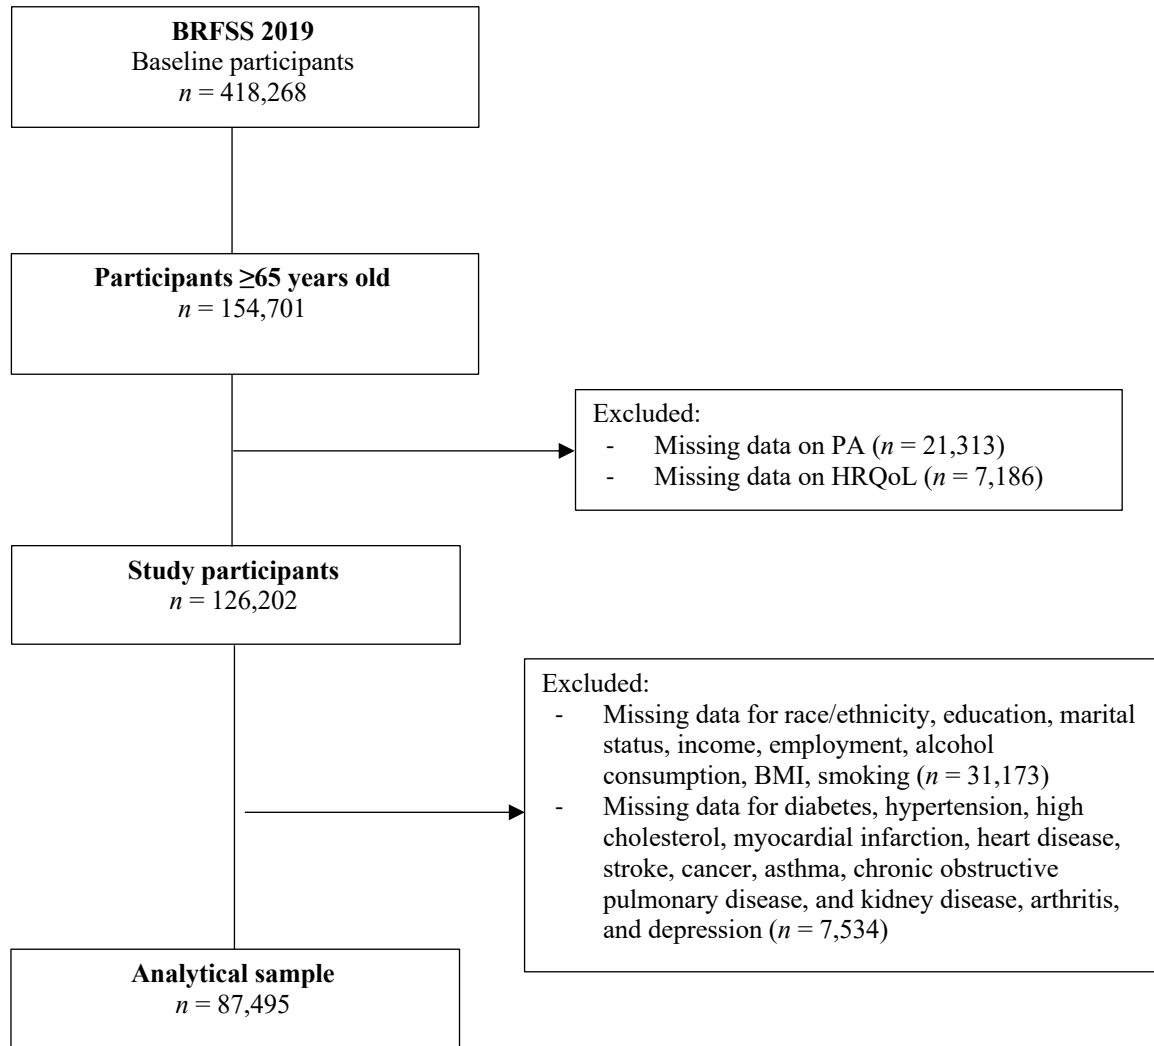 BRFSS 2019
Baseline participants
n = 418,268
Participants ≥65 years old
n = 154,701
Excluded:
- Missing data on PA (n = 21,313)
- Missing data on HRQoL (n = 7,186)
Study participants
n = 126,202
Excluded:
- Missing data for race/ethnicity, education, marital
status, income, employment, alcohol
consumption, BMI, smoking (n = 31,173)
- Missing data for diabetes, hypertension, high
cholesterol, myocardial infarction, heart disease,
stroke, cancer, asthma, chronic obstructive
pulmonary disease, and kidney disease, arthritis,
and depression (n = 7,534)
Analytical sample
n = 87,495